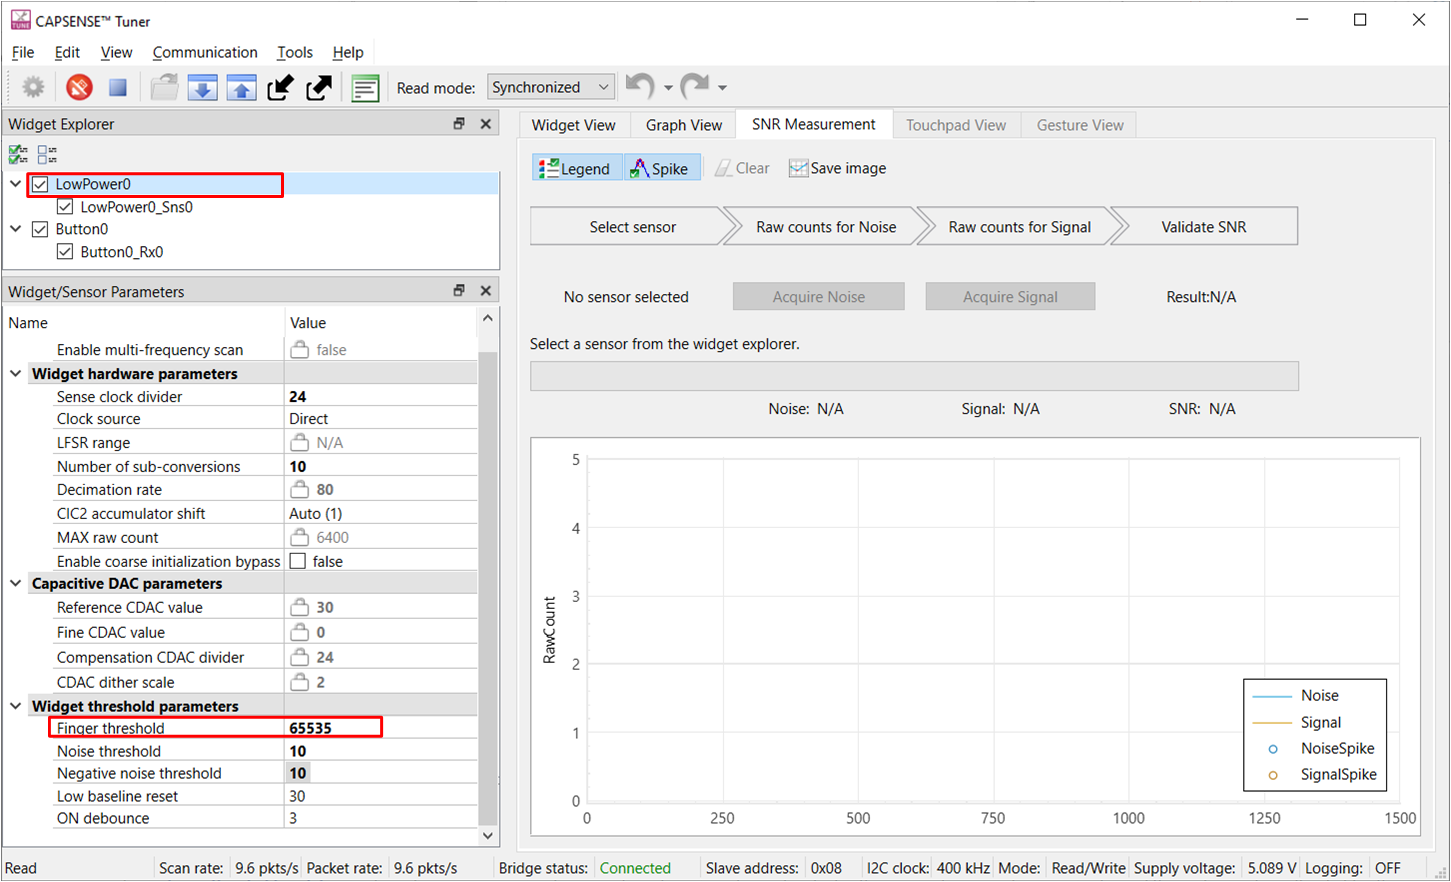 CAPSENSE™ Tuner
File Edit View Communication Tools Help
Read mode: Synchronized
Widget Explorer
LowPower0
LowPower0_Sns0
Button0
Button0_Rx0
Widget/Sensor Parameters
Name Value
Enable multi-frequency scan false
Widget hardware parameters
Sense clock divider 24
Clock source Direct
LFSR range N/A
Number of sub-conversions 10
Decimation rate 80
CIC2 accumulator shift Auto (1)
MAX raw count 6400
Enable coarse initialization bypass false
Capacitive DAC parameters
Reference CDAC value 30
Fine CDAC value 0
Compensation CDAC divider 24
CDAC dither scale 2
Widget threshold parameters
Finger threshold 65535
Noise threshold 10
Negative noise threshold 10
Low baseline reset 30
ON debounce 3
Widget View Graph View SNR Measurement Touchpad View Gesture View
Legend Spike Clear Save image
Select sensor Raw counts for Noise Raw counts for Signal Validate SNR
No sensor selected Acquire Noise Acquire Signal Result:N/A
Select a sensor from the widget explorer.
Noise: N/A Signal: N/A SNR: N/A
5
4
3
2
1
0
RawCount
0 250 500 750 1000 1250 1500
Noise
Signal
NoiseSpike
SignalSpike
Read Scan rate: 9.6 pkts/s Packet rate: 9.6 pkts/s Bridge status: Connected Slave address: 0x08 I2C clock: 400 kHz Mode: Read/Write Supply voltage: 5.089 V Logging: OFF